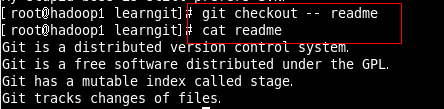 [root@hadoop1 learngit]# git checkout -- readme
[root@hadoop1 learngit]# cat readme
Git is a distributed version control system.
Git is a free software distributed under the GPL.
Git has a mutable index called stage.
Git tracks changes of files.